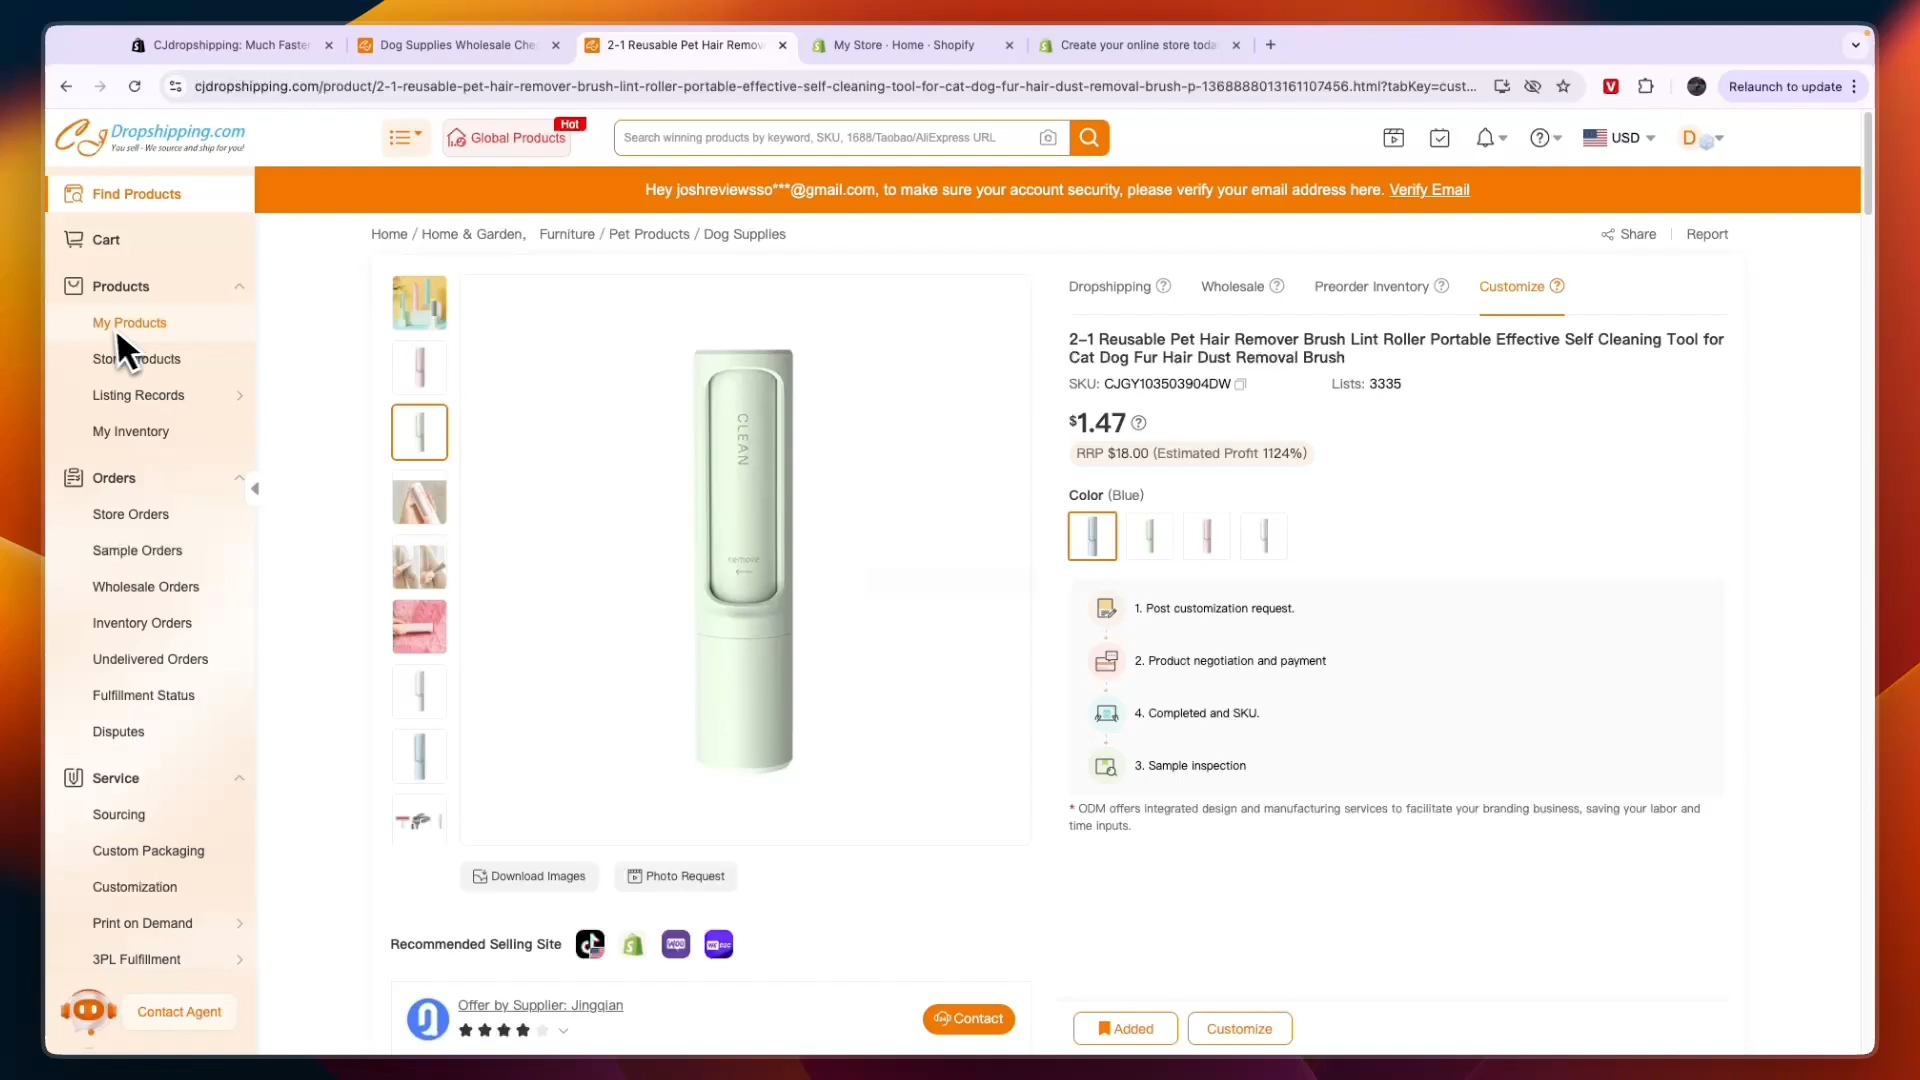 CJdropshipping: Much Faste
Dog Supplies Wholesale Che
2-1 Reusable Pet Hair Remov
My Store · Home · Shopify
Create your online store toda
cjdropshipping.com/product/2-1-reusable-pet-hair-remover-brush-lint-roller-portable-effective-self-cleaning-tool-for-cat-dog-fur-hair-dust-removal-brush-p-1368888013161107456.html?tabKey=cust...
Relaunch to update
CJ Dropshipping.com
You sell - We source and ship for you!
Global Products
Hot
Search winning products by keyword, SKU, 1688/Taobao/AliExpress URL
USD
D
Hey joshreviewsso***@gmail.com, to make sure your account security, please verify your email address here. Verify Email
Find Products
Cart
Products
My Products
Store Products
Listing Records
My Inventory
Orders
Store Orders
Sample Orders
Wholesale Orders
Inventory Orders
Undelivered Orders
Fulfillment Status
Disputes
Service
Sourcing
Custom Packaging
Customization
Print on Demand
3PL Fulfillment
Contact Agent
Home / Home & Garden, Furniture / Pet Products / Dog Supplies
Share
Report
CLEAN
remove
Download Images
Photo Request
Recommended Selling Site
Offer by Supplier: Jingqian
Contact
Dropshipping
Wholesale
Preorder Inventory
Customize
2-1 Reusable Pet Hair Remover Brush Lint Roller Portable Effective Self Cleaning Tool for
Cat Dog Fur Hair Dust Removal Brush
SKU: CJGY103503904DW
Lists: 3335
$1.47
RRP $18.00 (Estimated Profit 1124%)
Color (Blue)
1. Post customization request.
2. Product negotiation and payment
4. Completed and SKU.
3. Sample inspection
* ODM offers integrated design and manufacturing services to facilitate your branding business, saving your labor and
time inputs.
Added
Customize